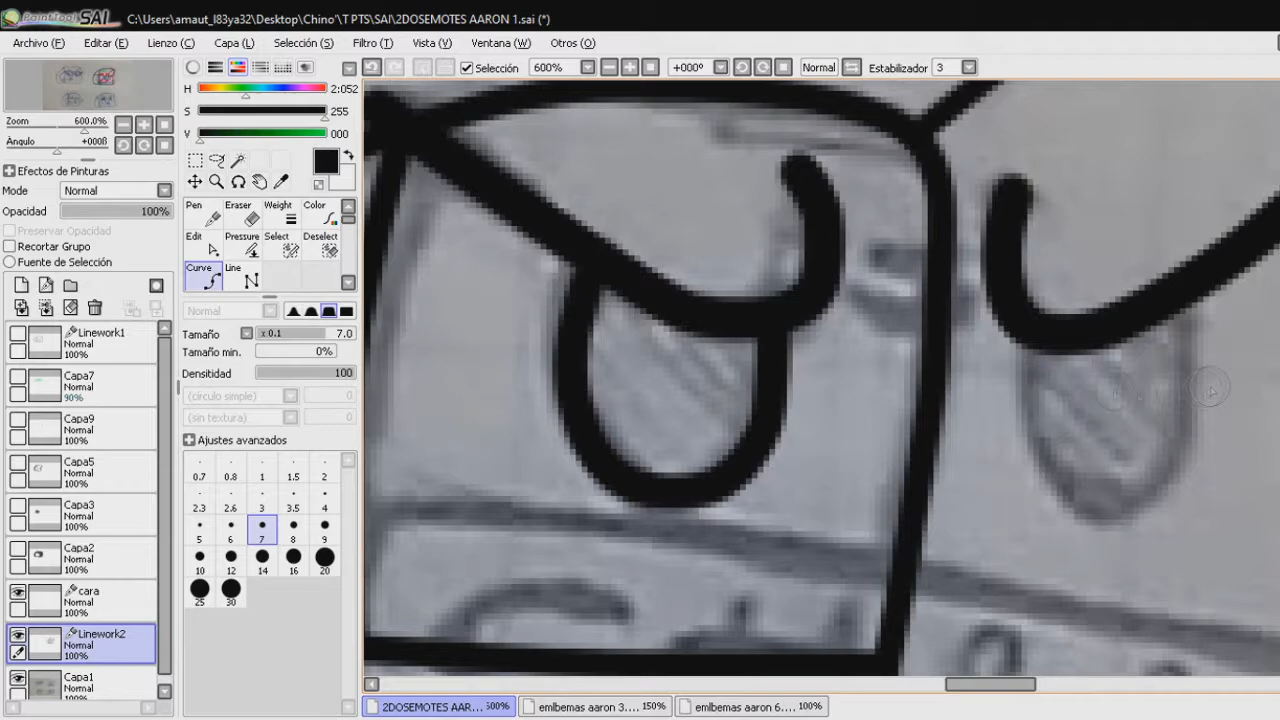 PaintTool SAI C:\Users\amaut_l83ya32\Desktop\Chino"\T PTS\SAI\2DOSEMOTES AARON 1.sai (*)
Archivo (F) Editar (E) Lienzo (C) Capa (L) Selección (S) Filtro (T) Vista (V) Ventana (W) Otros (O)
Selección 600% +000º Normal Estabilizador 3
H 2:052
S 255
V 000
Zoom 600.0%
Ángulo +000ß
Efectos de Pinturas
Mode Normal
Opacidad 100%
Preservar Opacidad
Recortar Grupo
Fuente de Selección
Pen Eraser Weight Color
Edit Pressure Select Deselect
Curve Line
Normal
Tamaño x 0.1 7.0
Tamaño min. 0%
Densitidad 100
(círculo simple) 0
(sin textura) 0
Ajustes avanzados
0.7 0.8 1 1.5 2
2.3 2.6 3 3.5 4
5 6 7 8 9
10 12 14 16 20
25 30
Linework1
Normal
100%
Capa7
Normal
90%
Capa9
Normal
100%
Capa5
Normal
100%
Capa3
Normal
100%
Capa2
Normal
100%
cara
Normal
100%
Linework2
Normal
100%
Capa1
Normal
2DOSEMOTES AAR... 600% emlbemas aaron 3.... 150% emlbemas aaron 6.... 100%